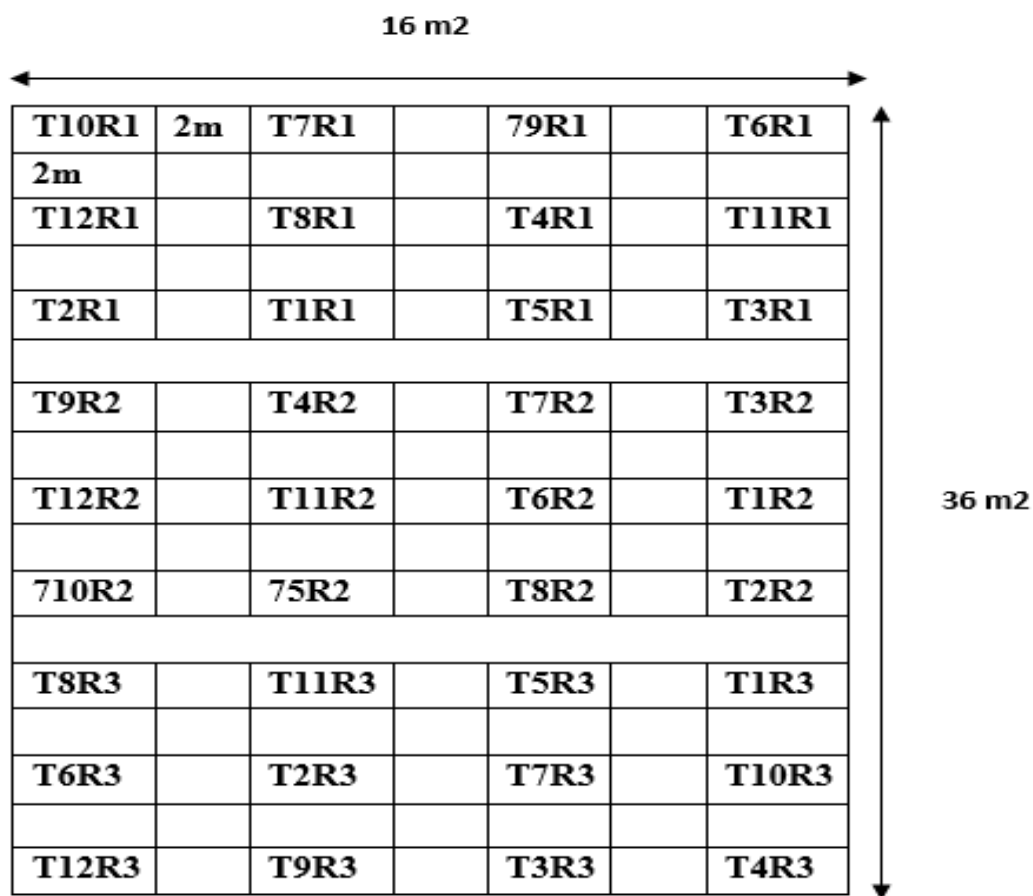 16 m2
T10R1 2m T7R1 79R1 T6R1
2m
T12R1 T8R1 T4R1 T11R1
T2R1 T1R1 T5R1 T3R1
T9R2 T4R2 T7R2 T3R2
T12R2 T11R2 T6R2 T1R2
36 m2
710R2 75R2 T8R2 T2R2
T8R3 T11R3 T5R3 T1R3
T6R3 T2R3 T7R3 T10R3
T12R3 T9R3 T3R3 T4R3